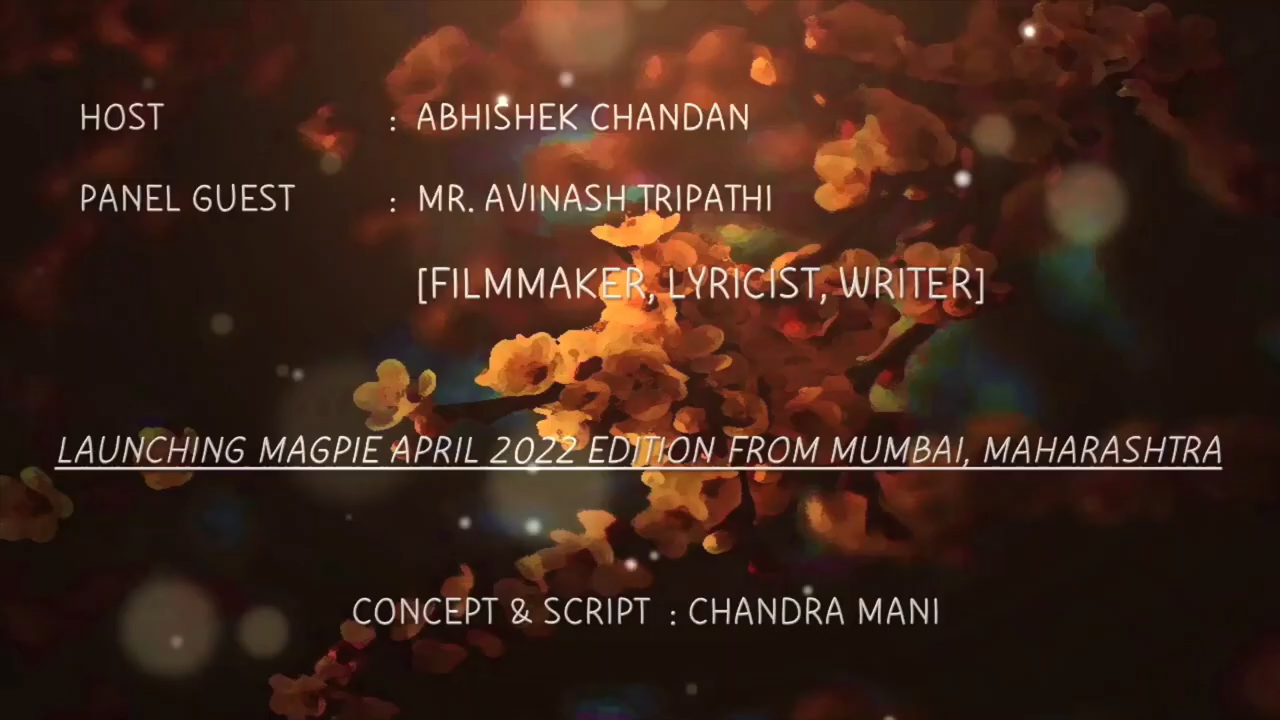 HOST : ABHISHEK CHANDAN
PANEL GUEST : MR. AVINASH TRIPATHI
[FILMMAKER, LYRICIST, WRITER]
LAUNCHING MAGPIE APRIL 2022 EDITION FROM MUMBAI, MAHARASHTRA
CONCEPT & SCRIPT : CHANDRA MANI